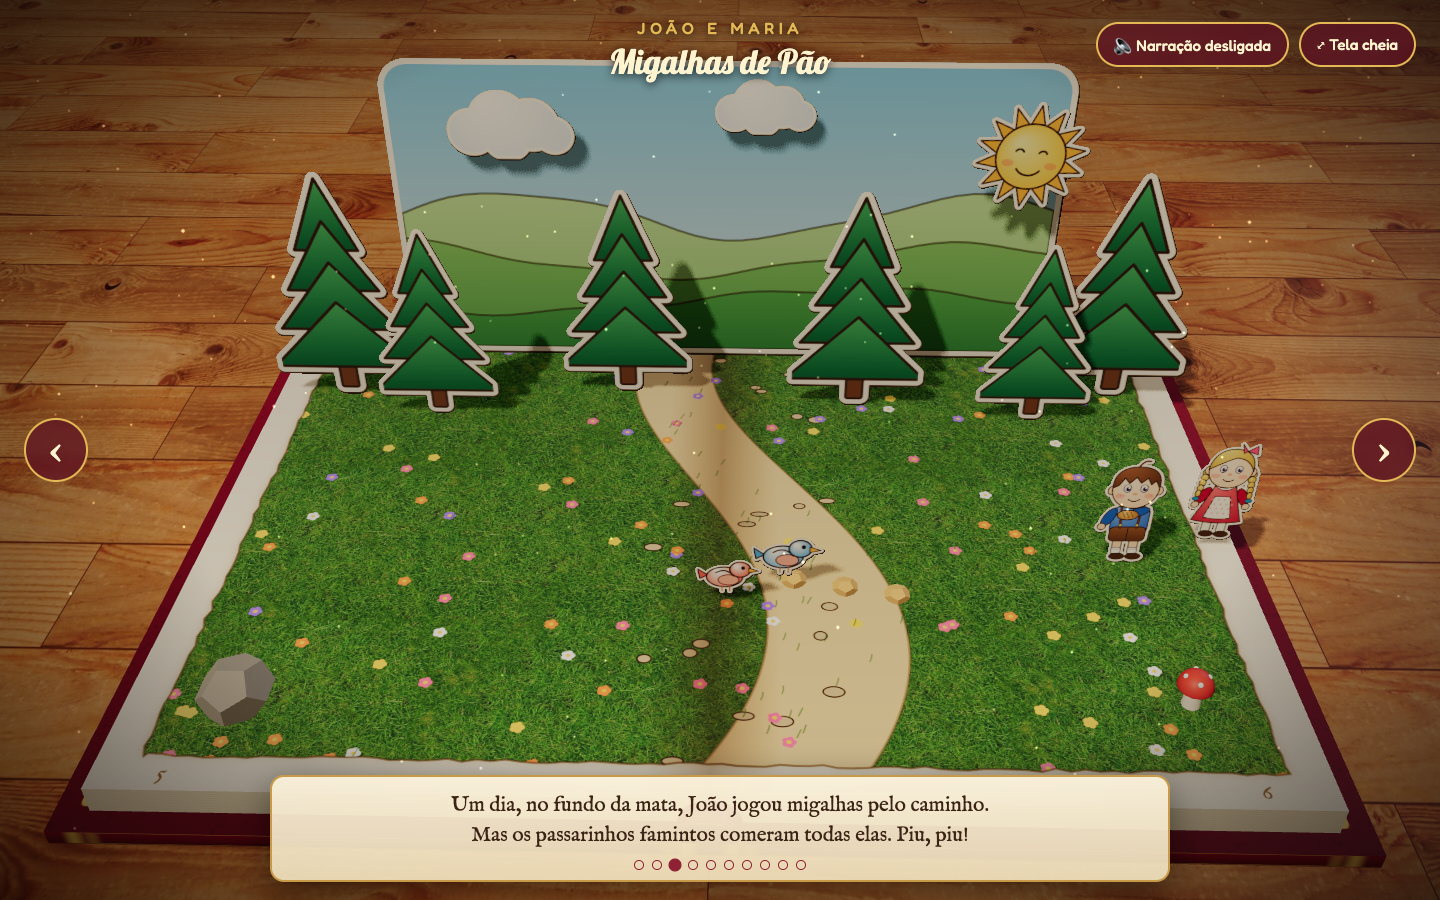 JOÃO E MARIA
Migalhas de Pão
Narração desligada
Tela cheia
5
6
Um dia, no fundo da mata, João jogou migalhas pelo caminho.
Mas os passarinhos famintos comeram todas elas. Piu, piu!